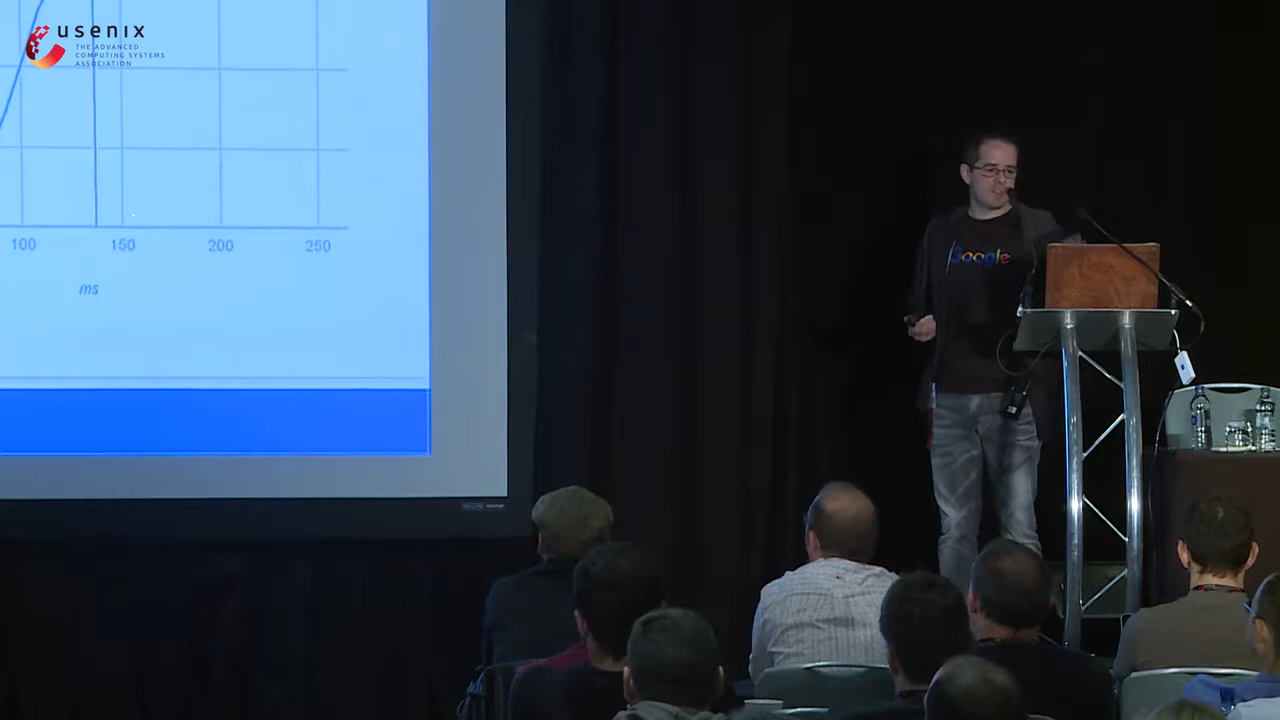 usenix
THE ADVANCED
COMPUTING SYSTEMS
ASSOCIATION
100 150 200 250
ms
Google